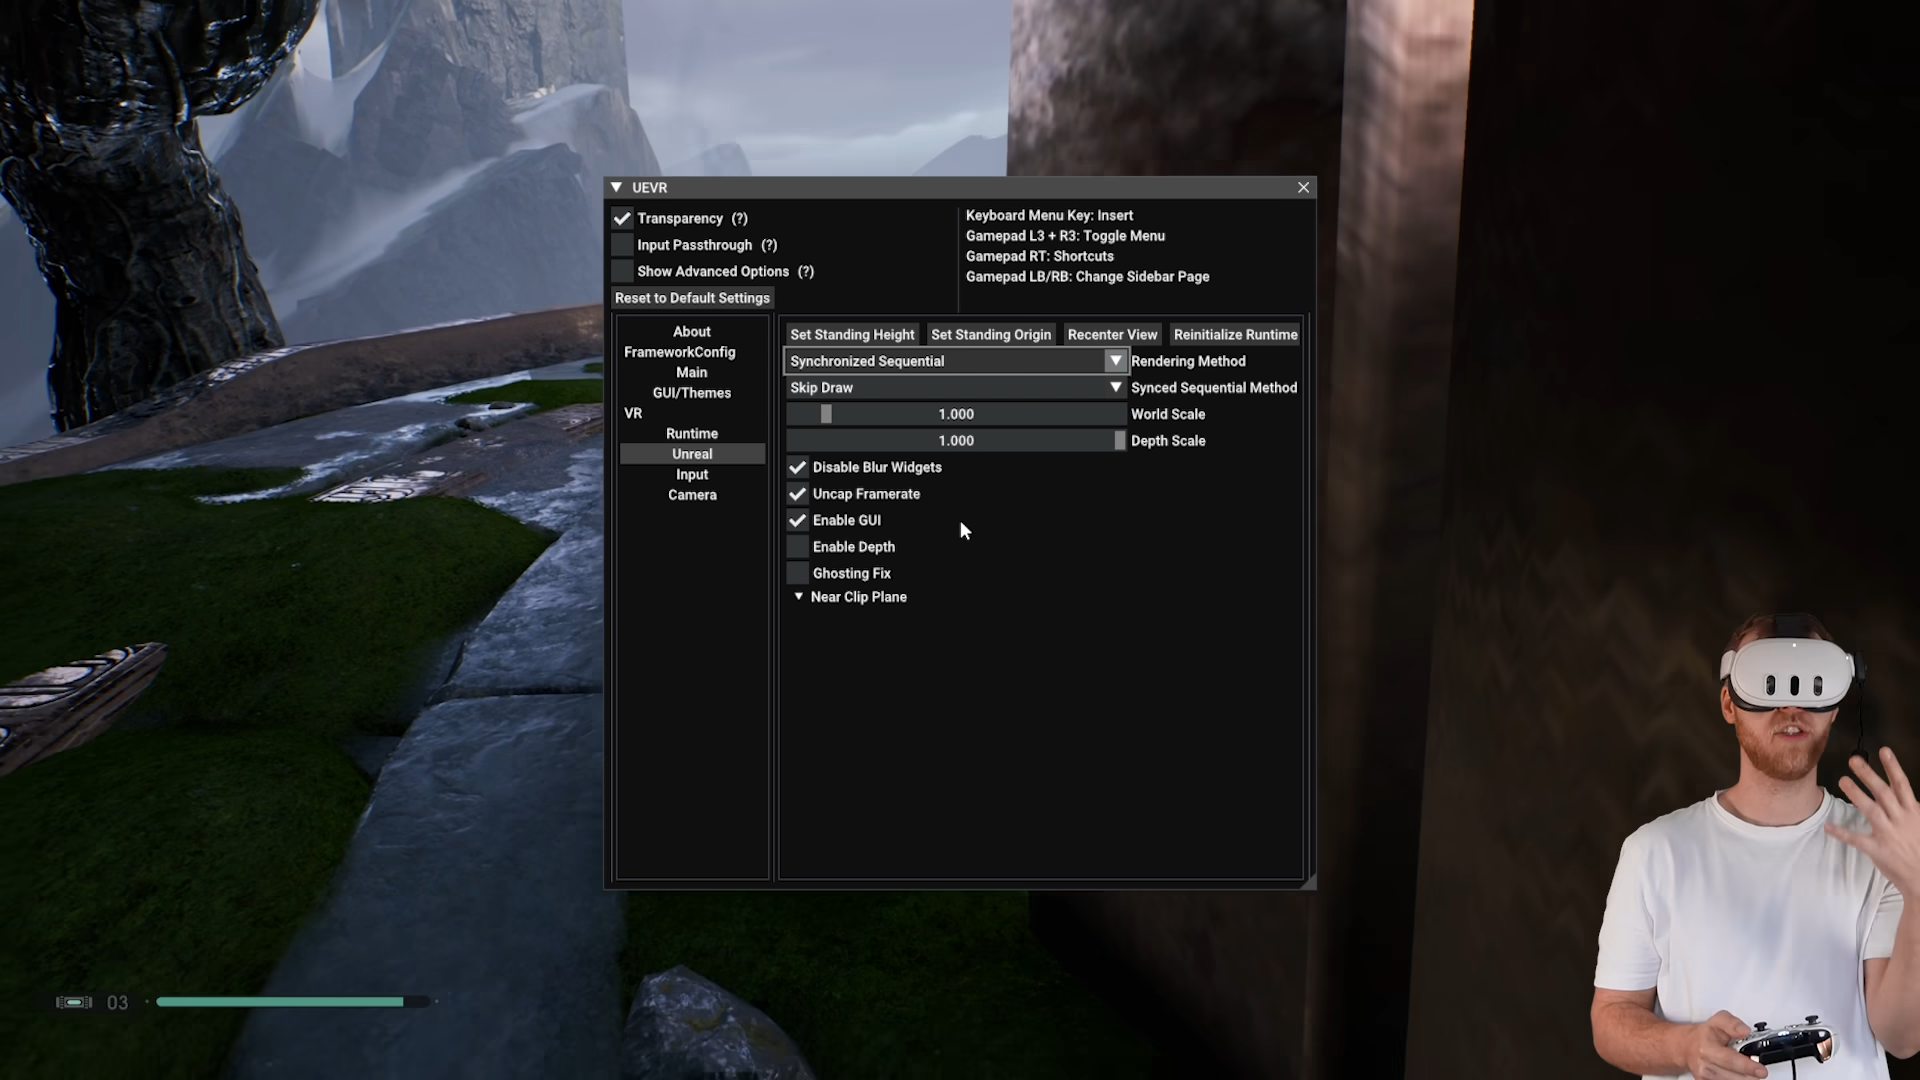 UEVR
Transparency (?)
Input Passthrough (?)
Show Advanced Options (?)
Reset to Default Settings
Keyboard Menu Key: Insert
Gamepad L3 + R3: Toggle Menu
Gamepad RT: Shortcuts
Gamepad LB/RB: Change Sidebar Page
About
FrameworkConfig
Main
GUI/Themes
VR
Runtime
Unreal
Input
Camera
Set Standing Height Set Standing Origin Recenter View Reinitialize Runtime
Synchronized Sequential Rendering Method
Skip Draw Synced Sequential Method
1.000 World Scale
1.000 Depth Scale
Disable Blur Widgets
Uncap Framerate
Enable GUI
Enable Depth
Ghosting Fix
Near Clip Plane
03